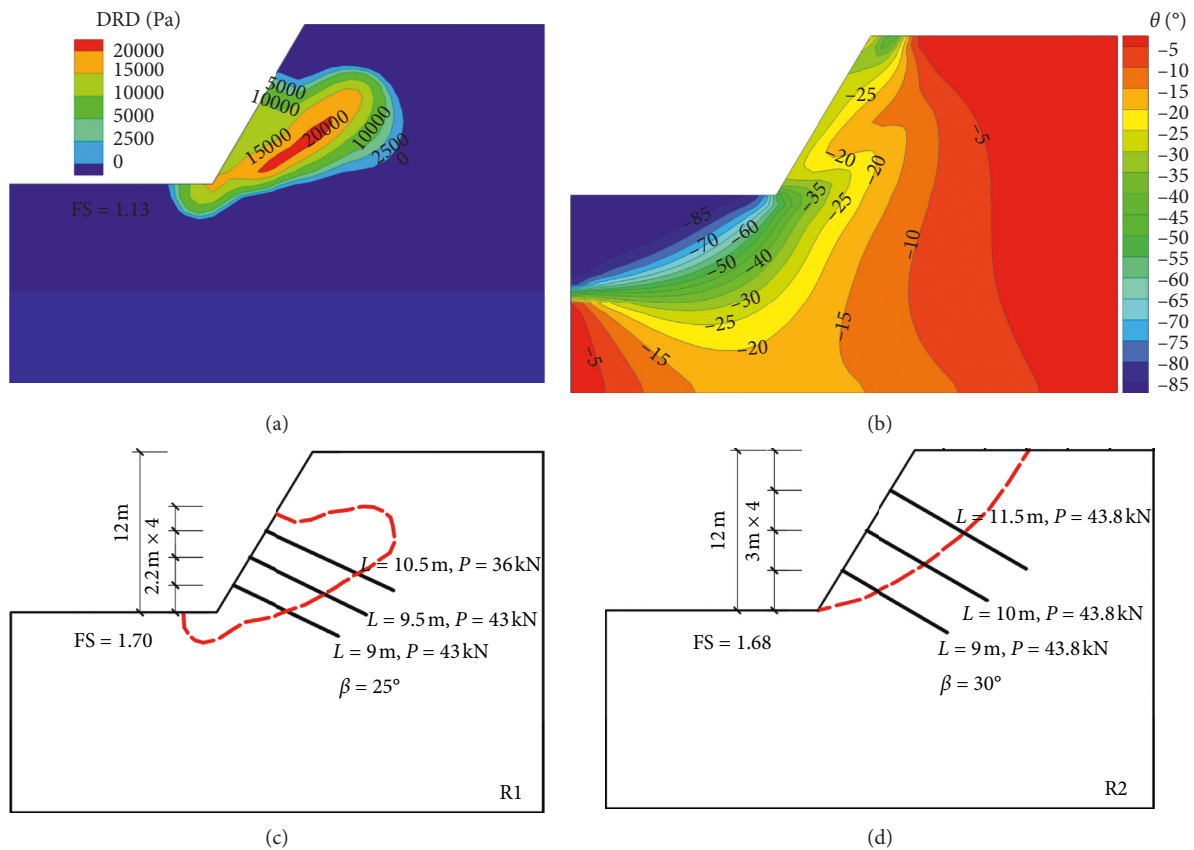 DRD (Pa)
20000
15000
10000
5000
2500
0
5000
10000
15000
20000
10000
2500
0
FS = 1.13
(a)
θ (°)
−5
−10
−15
−20
−25
−30
−35
−40
−45
−50
−55
−60
−65
−70
−75
−80
−85
−25
−20
−20
−5
−35
−25
−85
−60
−70
−50
−40
−10
−30
−25
−20
−15
−5
−15
(b)
12 m
2.2 m × 4
L = 10.5 m, P = 36 kN
L = 9.5 m, P = 43 kN
L = 9 m, P = 43 kN
FS = 1.70
β = 25°
R1
(c)
12 m
3 m × 4
L = 11.5 m, P = 43.8 kN
L = 10 m, P = 43.8 kN
L = 9 m, P = 43.8 kN
FS = 1.68
β = 30°
R2
(d)